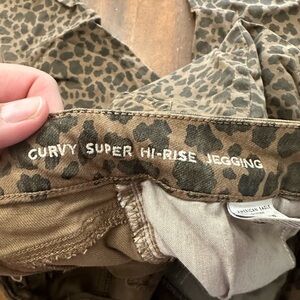 CURVY SUPER HI-RISE JEGGING
AMERICAN EAGLE